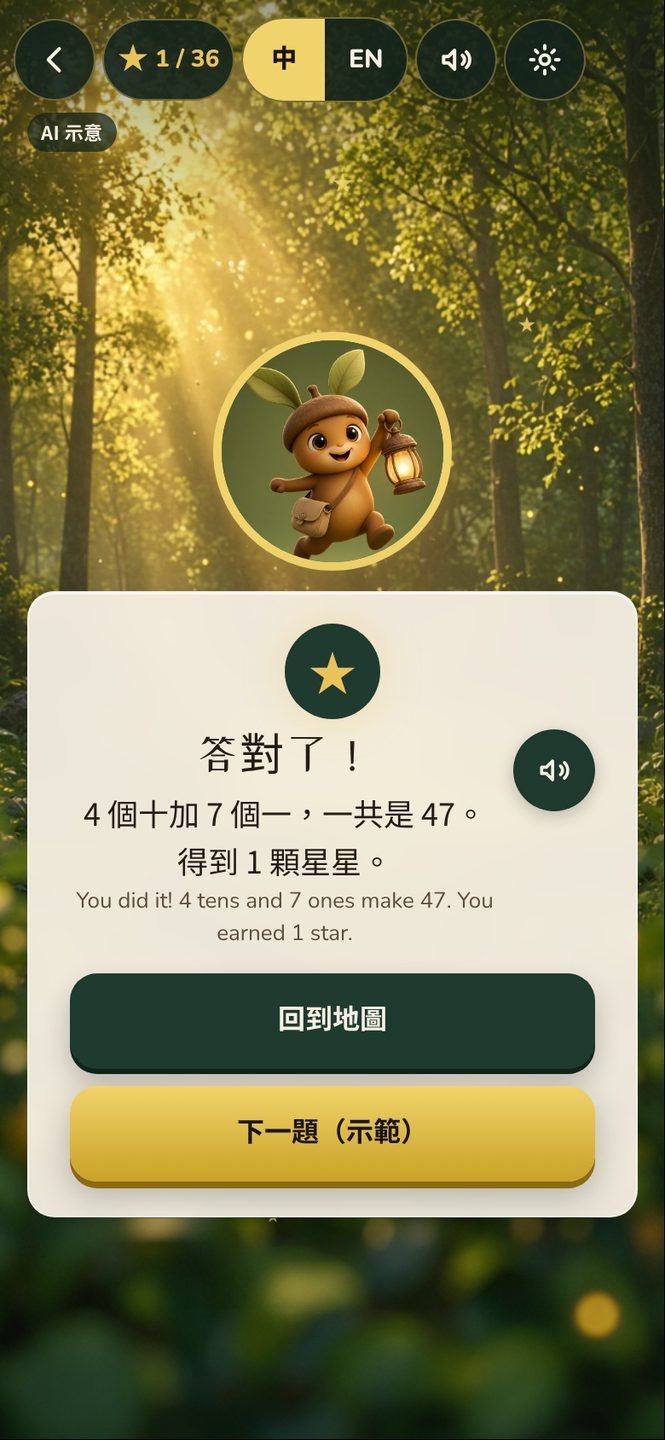 1 / 36
中
EN
AI 示意
答對了！
4 個十加 7 個一，一共是 47。
得到 1 顆星星。
You did it! 4 tens and 7 ones make 47. You
earned 1 star.
回到地圖
下一題（示範）